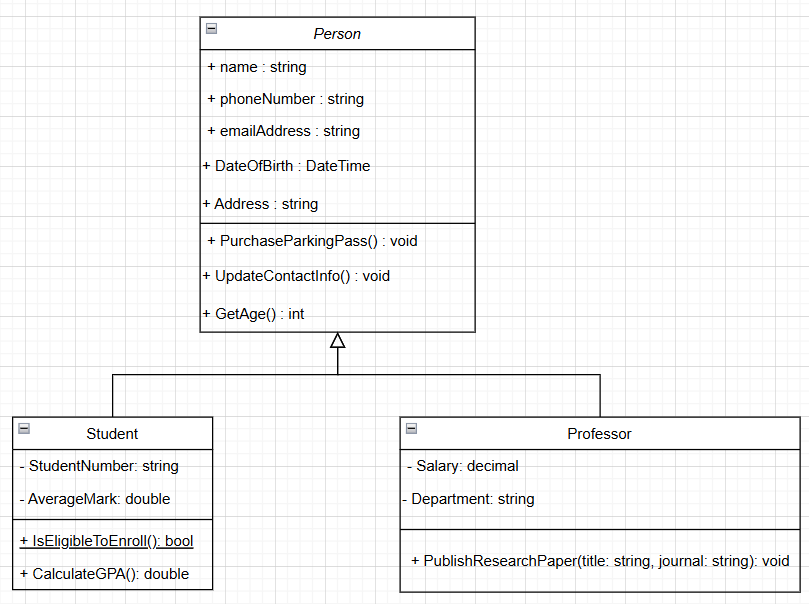 Person
+ name : string
+ phoneNumber : string
+ emailAddress : string
+ DateOfBirth : DateTime
+ Address : string
+ PurchaseParkingPass() : void
+ UpdateContactInfo() : void
+ GetAge() : int
Student
- StudentNumber: string
- AverageMark: double
+ IsEligibleToEnroll(): bool
+ CalculateGPA(): double
Professor
- Salary: decimal
- Department: string
+ PublishResearchPaper(title: string, journal: string): void